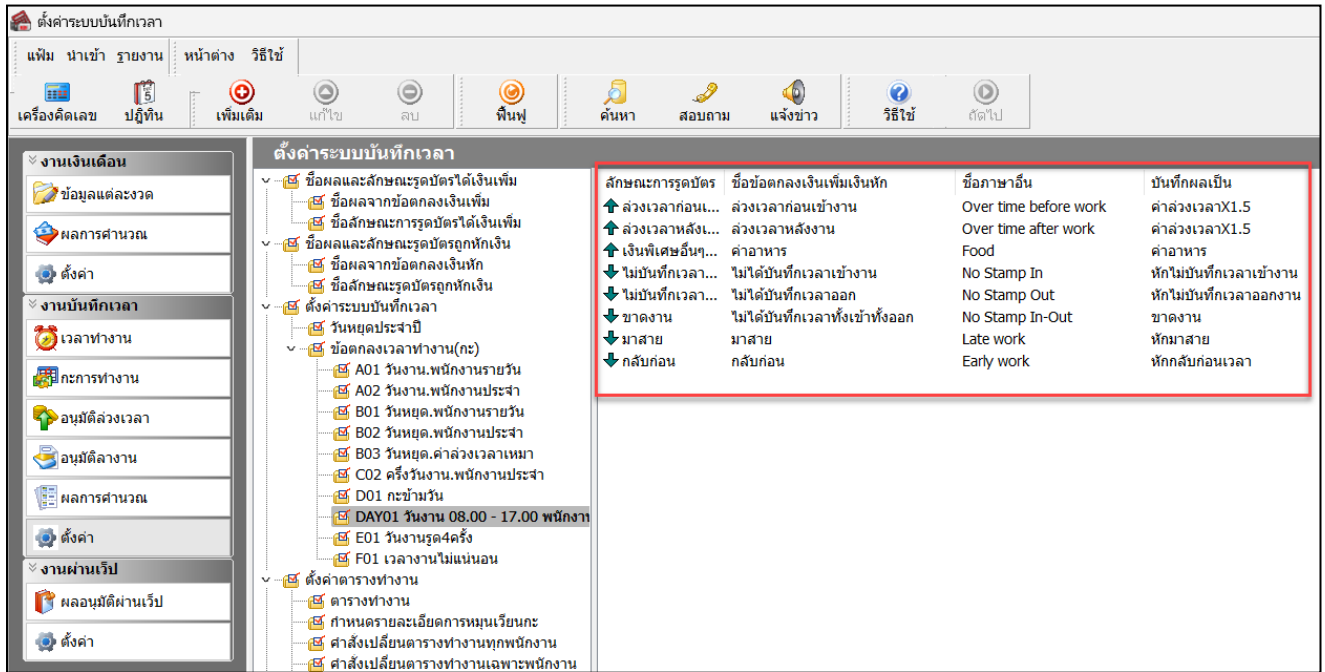 ตั้งค่าระบบบันทึกเวลา
แฟ้ม นำเข้า รายงาน หน้าต่าง วิธีใช้
เครื่องคิดเลข ปฏิทิน เพิ่มเติม แก้ไข ลบ ฟื้นฟู ค้นหา สอบถาม แจ้งข่าว วิธีใช้ ถัดไป
งานเงินเดือน
ข้อมูลแต่ละงวด
ผลการคำนวณ
ตั้งค่า
งานบันทึกเวลา
เวลาทำงาน
กะการทำงาน
อนุมัติล่วงเวลา
อนุมัติลางาน
ผลการคำนวณ
ตั้งค่า
งานผ่านเว็ป
ผลอนุมัติผ่านเว็ป
ตั้งค่า
ตั้งค่าระบบบันทึกเวลา
ชื่อผลและลักษณะรูดบัตรได้เงินเพิ่ม
ชื่อผลจากข้อตกลงเงินเพิ่ม
ชื่อลักษณะการรูดบัตรได้เงินเพิ่ม
ชื่อผลและลักษณะรูดบัตรถูกหักเงิน
ชื่อผลจากข้อตกลงเงินหัก
ชื่อลักษณะรูดบัตรถูกหักเงิน
ตั้งค่าระบบบันทึกเวลา
วันหยุดประจำปี
ข้อตกลงเวลาทำงาน(กะ)
A01 วันงาน.พนักงานรายวัน
A02 วันงาน.พนักงานประจำ
B01 วันหยุด.พนักงานรายวัน
B02 วันหยุด.พนักงานประจำ
B03 วันหยุด.ค่าล่วงเวลาเหมา
C02 ครึ่งวันงาน.พนักงานประจำ
D01 กะข้ามวัน
DAY01 วันงาน 08.00 - 17.00 พนักงาน
E01 วันงานรูด4ครั้ง
F01 เวลางานไม่แน่นอน
ตั้งค่าตารางทำงาน
ตารางทำงาน
กำหนดรายละเอียดการหมุนเวียนกะ
คำสั่งเปลี่ยนตารางทำงานทุกพนักงาน
คำสั่งเปลี่ยนตารางทำงานเฉพาะพนักงาน
ลักษณะการรูดบัตร ชื่อข้อตกลงเงินเพิ่มเงินหัก ชื่อภาษาอื่น บันทึกผลเป็น
ล่วงเวลาก่อนเ... ล่วงเวลาก่อนเข้างาน Over time before work ค่าล่วงเวลาX1.5
ล่วงเวลาหลังเ... ล่วงเวลาหลังงาน Over time after work ค่าล่วงเวลาX1.5
เงินพิเศษอื่นๆ... ค่าอาหาร Food ค่าอาหาร
ไม่บันทึกเวลา... ไม่ได้บันทึกเวลาเข้างาน No Stamp In หักไม่บันทึกเวลาเข้างาน
ไม่บันทึกเวลา... ไม่ได้บันทึกเวลาออก No Stamp Out หักไม่บันทึกเวลาออกงาน
ขาดงาน ไม่ได้บันทึกเวลาทั้งเข้าทั้งออก No Stamp In-Out ขาดงาน
มาสาย มาสาย Late work หักมาสาย
กลับก่อน กลับก่อน Early work หักกลับก่อนเวลา